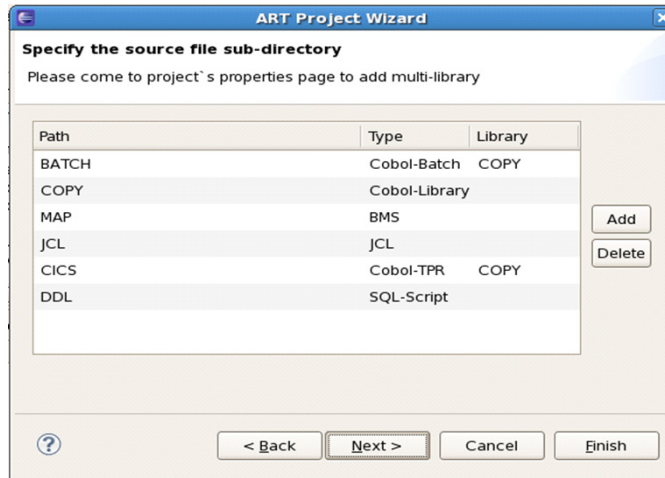 ART Project Wizard
Specify the source file sub-directory
Please come to project`s properties page to add multi-library
Path Type Library
BATCH Cobol-Batch COPY
COPY Cobol-Library
MAP BMS
JCL JCL
CICS Cobol-TPR COPY
DDL SQL-Script
Add
Delete
?
< Back Next > Cancel Finish